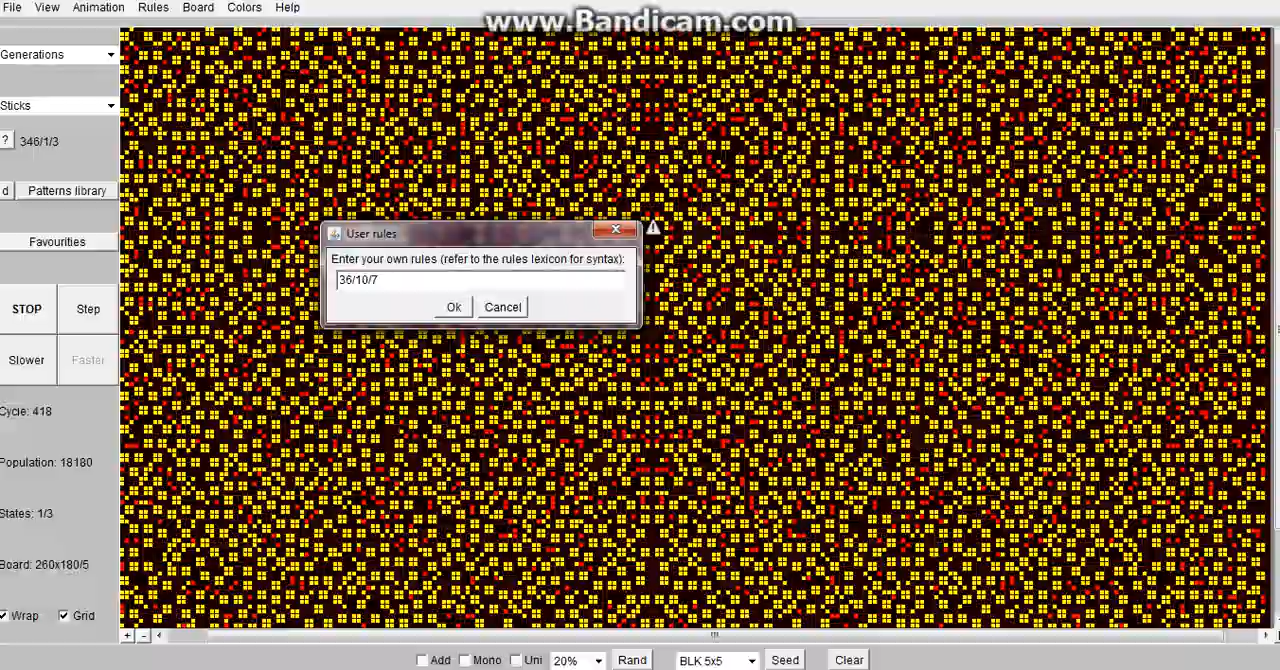 File View Animation Rules Board Colors Help
www.Bandicam.com
Generations
Sticks
? 346/1/3
d Patterns library
Favourities
User rules
Enter your own rules (refer to the rules lexicon for syntax):
36/10/7
Ok Cancel
STOP Step
Slower Faster
Cycle: 418
Population: 18180
States: 1/3
Board: 260x180/5
Wrap Grid
+ -
Add Mono Uni 20% Rand BLK 5x5 Seed Clear